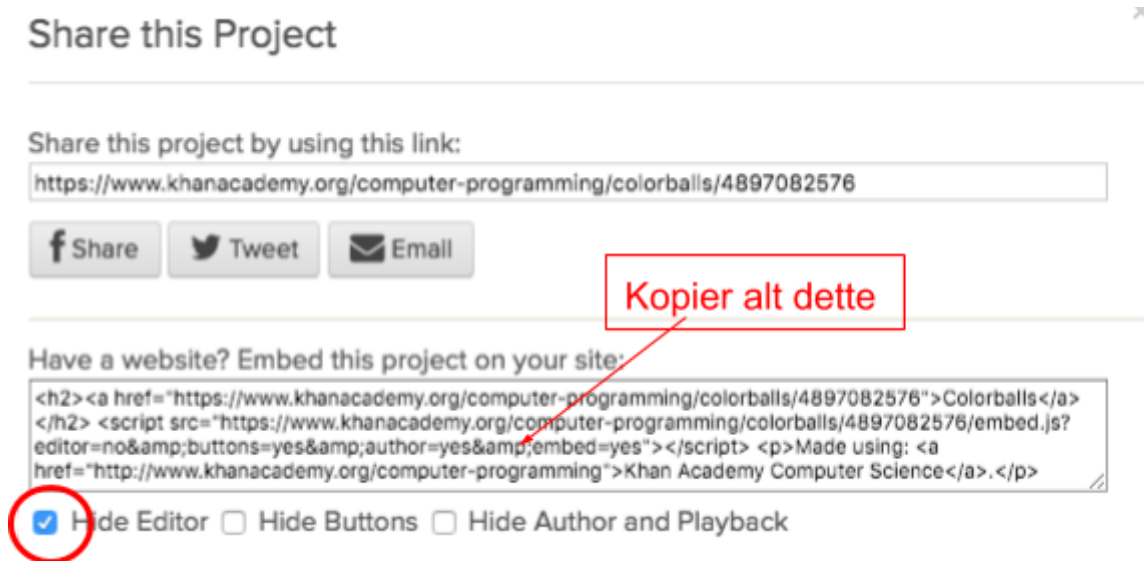 Share this Project
Share this project by using this link:
https://www.khanacademy.org/computer-programming/colorballs/4897082576
f Share Tweet Email
Kopier alt dette
Have a website? Embed this project on your site:
<h2><a href="https://www.khanacademy.org/computer-programming/colorballs/4897082576">Colorballs</a>
</h2> <script src="https://www.khanacademy.org/computer-programming/colorballs/4897082576/embed.js?
editor=no&amp;buttons=yes&amp;author=yes&amp;embed=yes"></script> <p>Made using: <a
href="http://www.khanacademy.org/computer-programming">Khan Academy Computer Science</a>.</p>
Hide Editor Hide Buttons Hide Author and Playback